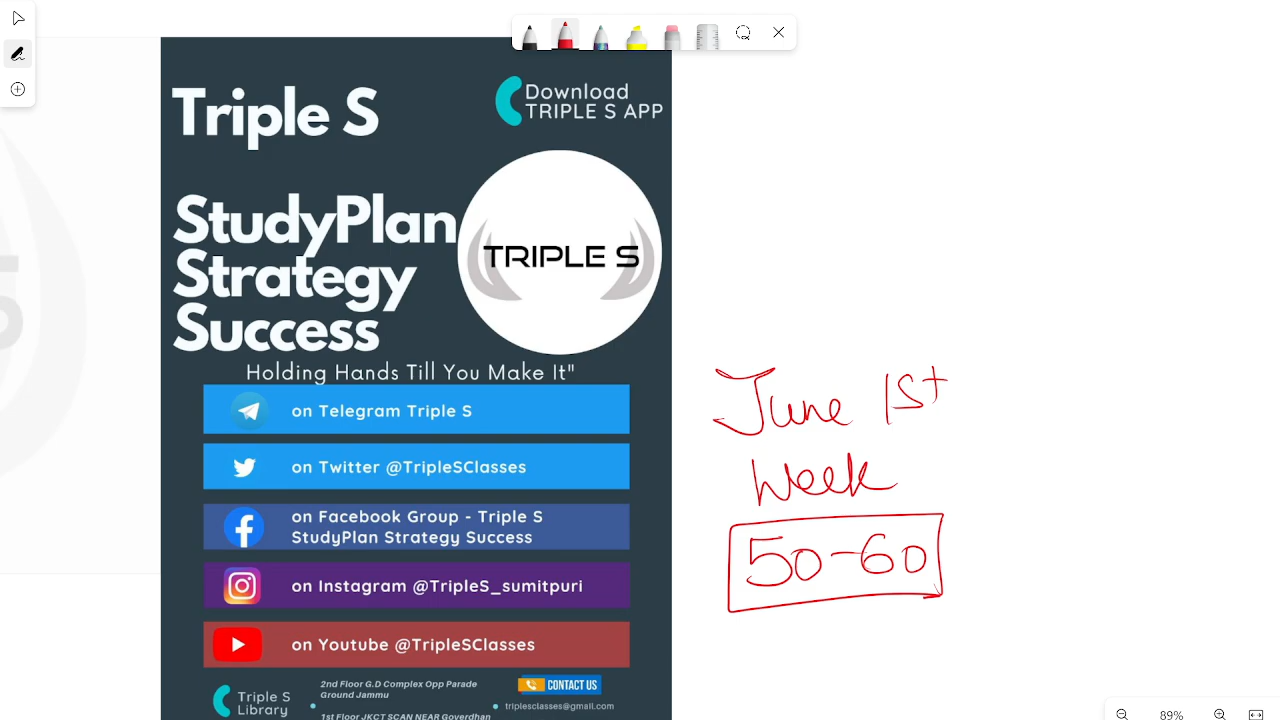 Triple S
Download
TRIPLE S APP
StudyPlan
Strategy
Success
TRIPLE S
Holding Hands Till You Make It"
on Telegram Triple S
on Twitter @TripleSClasses
on Facebook Group - Triple S
StudyPlan Strategy Success
on Instagram @TripleS_sumitpuri
on Youtube @TripleSClasses
Triple S
Library
2nd Floor G.D Complex Opp Parade
Ground Jammu
1st Floor JKCT SCAN NEAR Goverdhan
CONTACT US
triplesclasses@gmail.com
June 1st
Week
50-60
89%